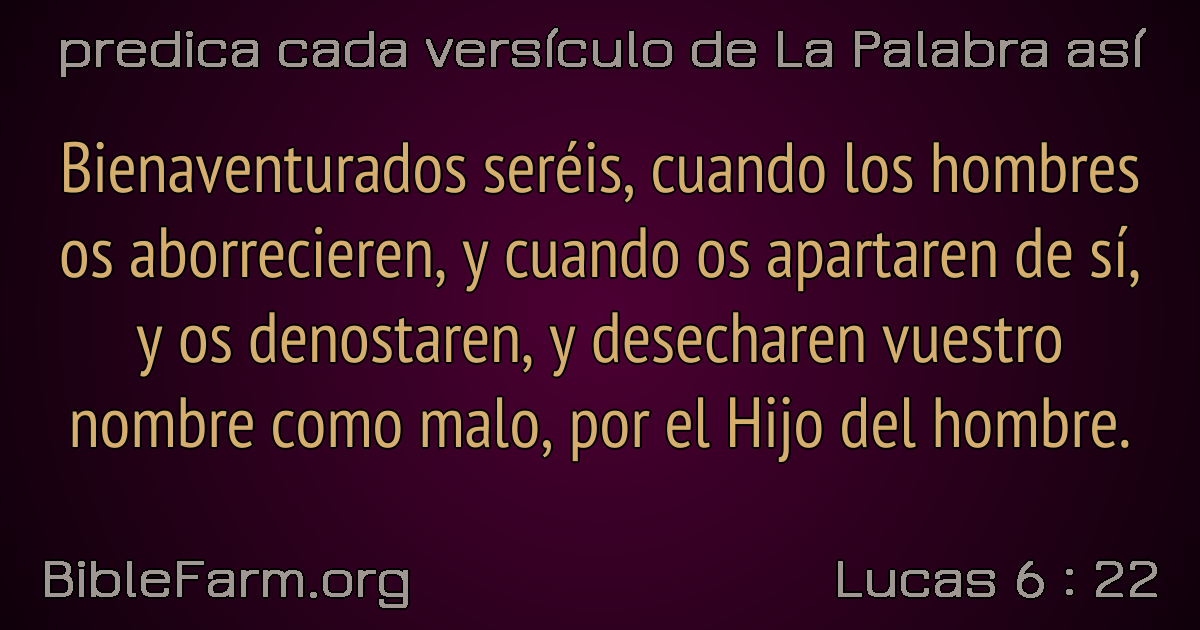 predica cada versículo de La Palabra así
Bienaventurados seréis, cuando los hombres
os aborrecieren, y cuando os apartaren de sí,
y os denostaren, y desecharen vuestro
nombre como malo, por el Hijo del hombre.
BibleFarm.org
Lucas 6 : 22